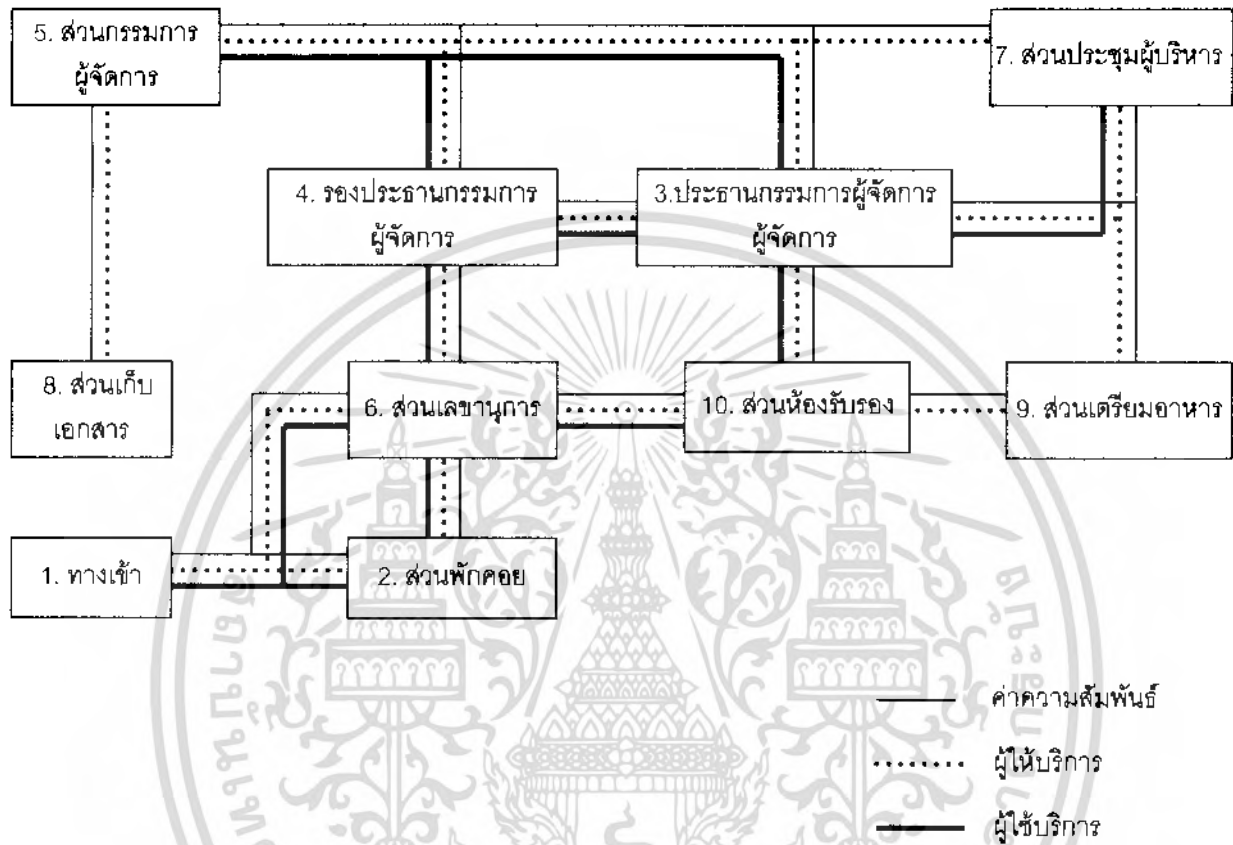 5. ส่วนกรรมการ
ผู้จัดการ
7. ส่วนประชุมผู้บริหาร
4. รองประธานกรรมการ
ผู้จัดการ
3.ประธานกรรมการผู้จัดการ
ผู้จัดการ
8. ส่วนเก็บ
เอกสาร
6. ส่วนเลขานุการ
10. ส่วนห้องรับรอง
9. ส่วนเตรียมอาหาร
1. ทางเข้า
2. ส่วนพักคอย
ค่าความสัมพันธ์
ผู้ให้บริการ
ผู้ใช้บริการ